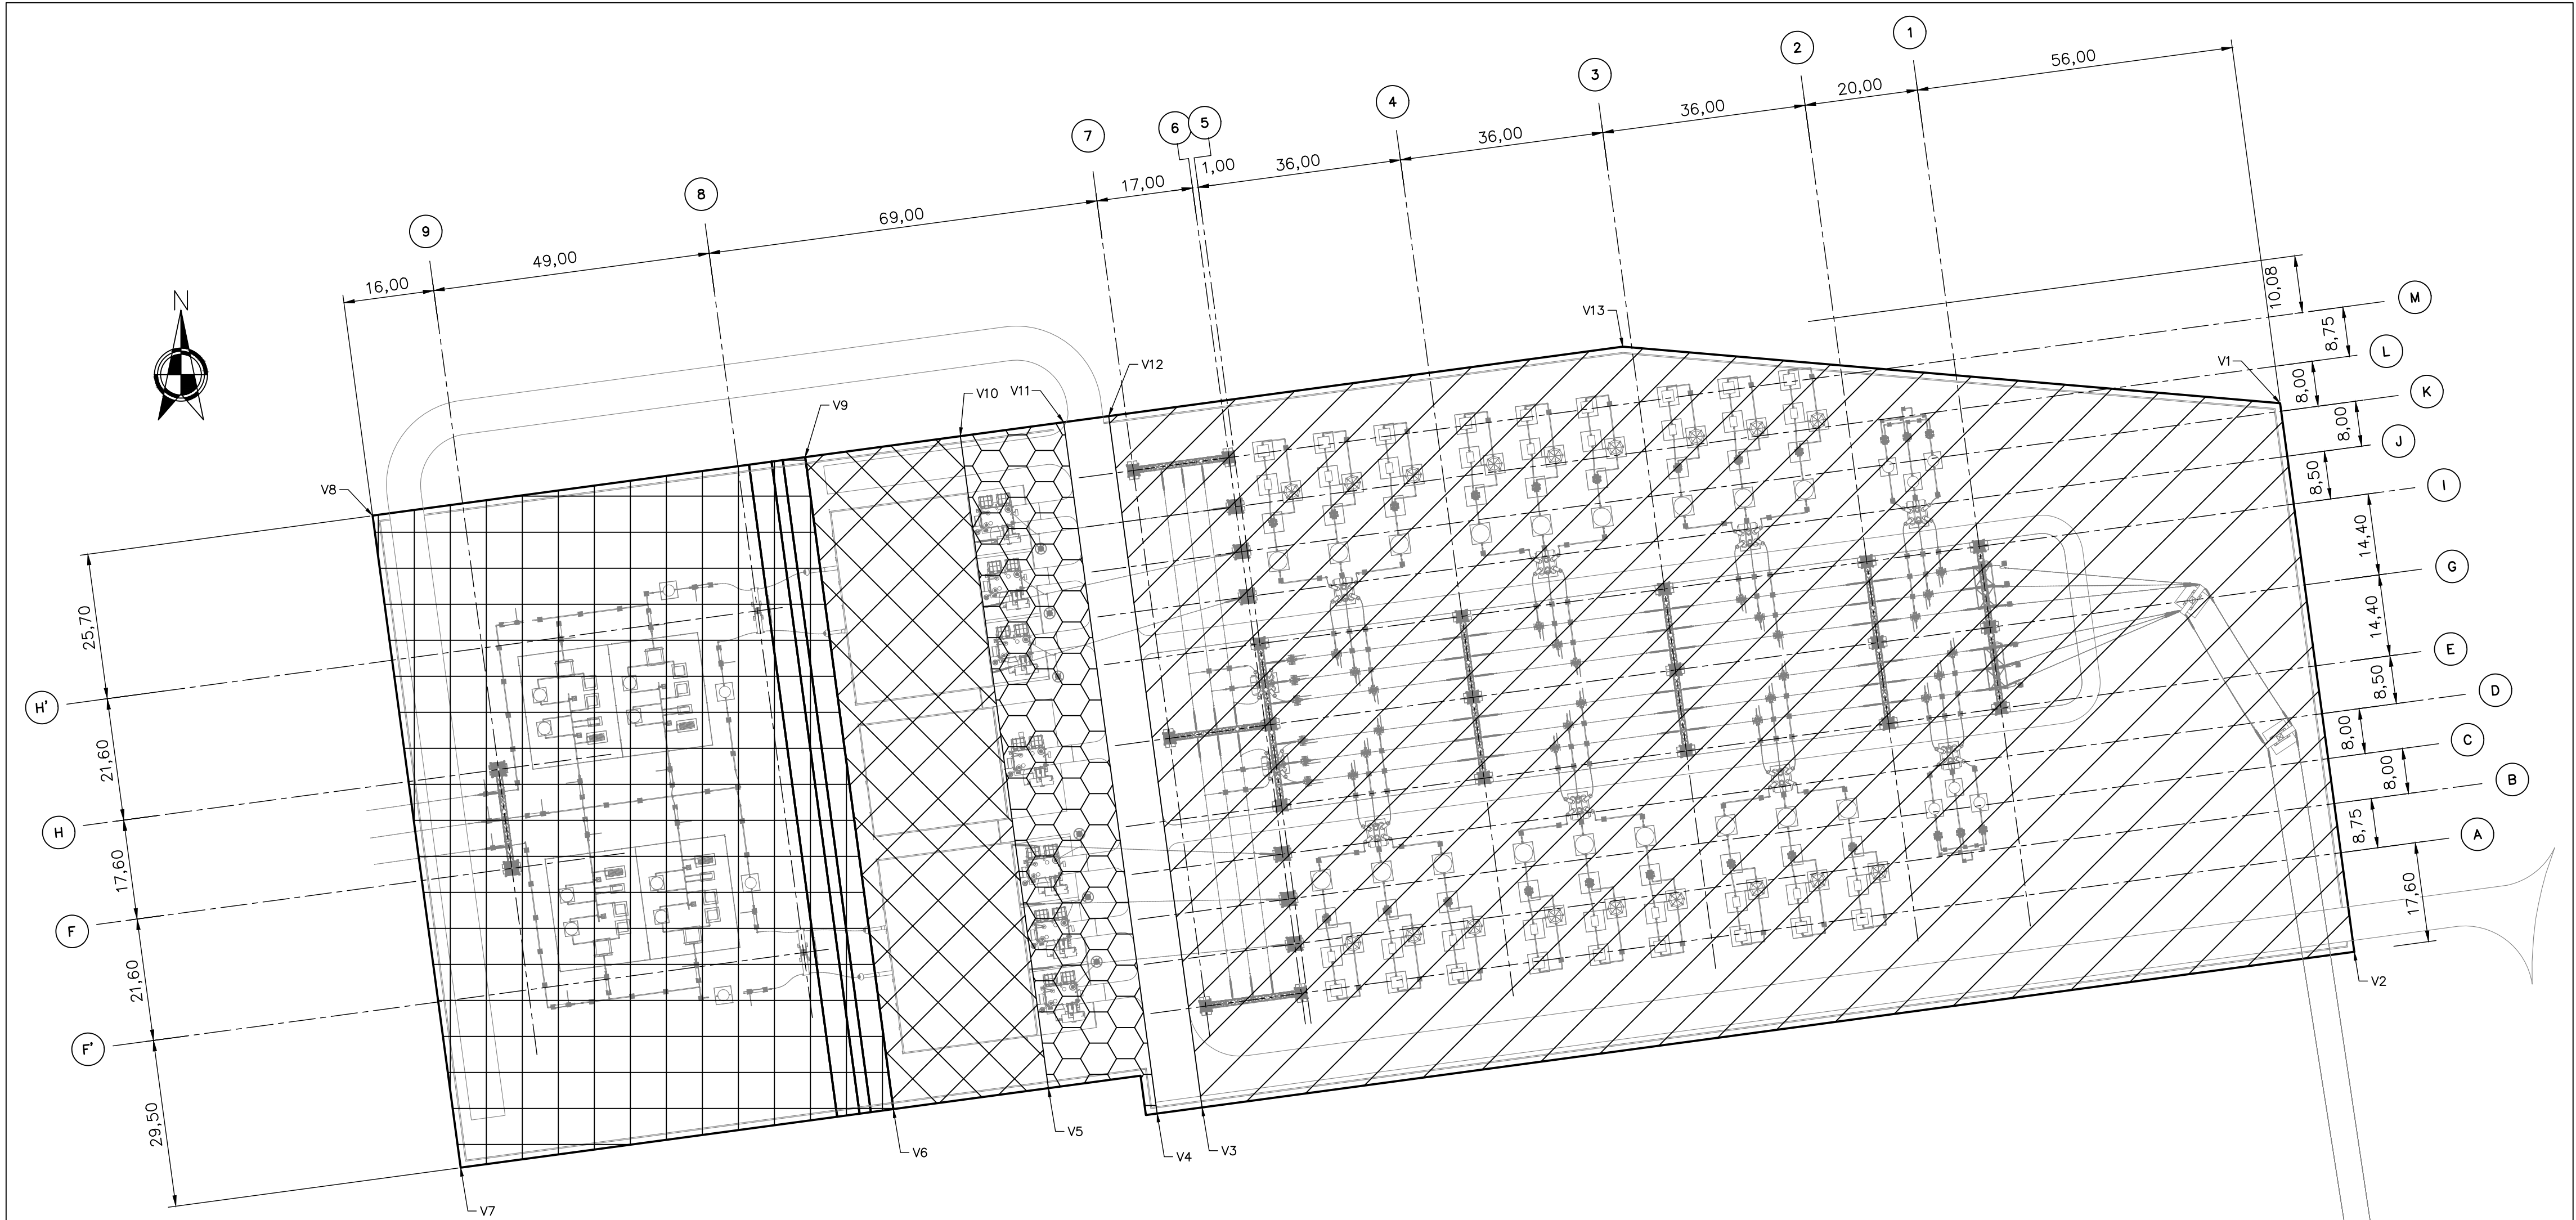 1
2
3
4
5
6
7
8
9
56,00
20,00
36,00
36,00
36,00
1,00
17,00
69,00
49,00
16,00
N
10,08
M
8,75
L
8,00
K
8,00
J
8,50
I
14,40
G
14,40
E
8,50
D
8,00
C
8,00
B
8,75
A
17,60
V13
V1
V12
V11
V10
V9
V8
25,70
H'
21,60
H
17,60
F
21,60
F'
29,50
V2
V3
V4
V5
V6
V7